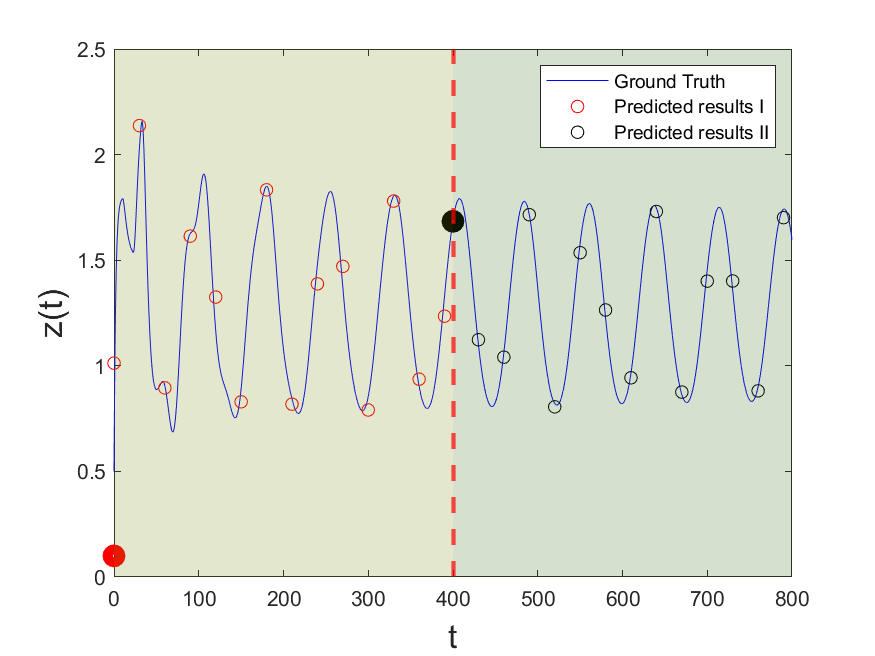 2.5
Ground Truth
Predicted results I
Predicted results II
2
1.5
z(t)
1
0.5
0
0 100 200 300 400 500 600 700 800
t